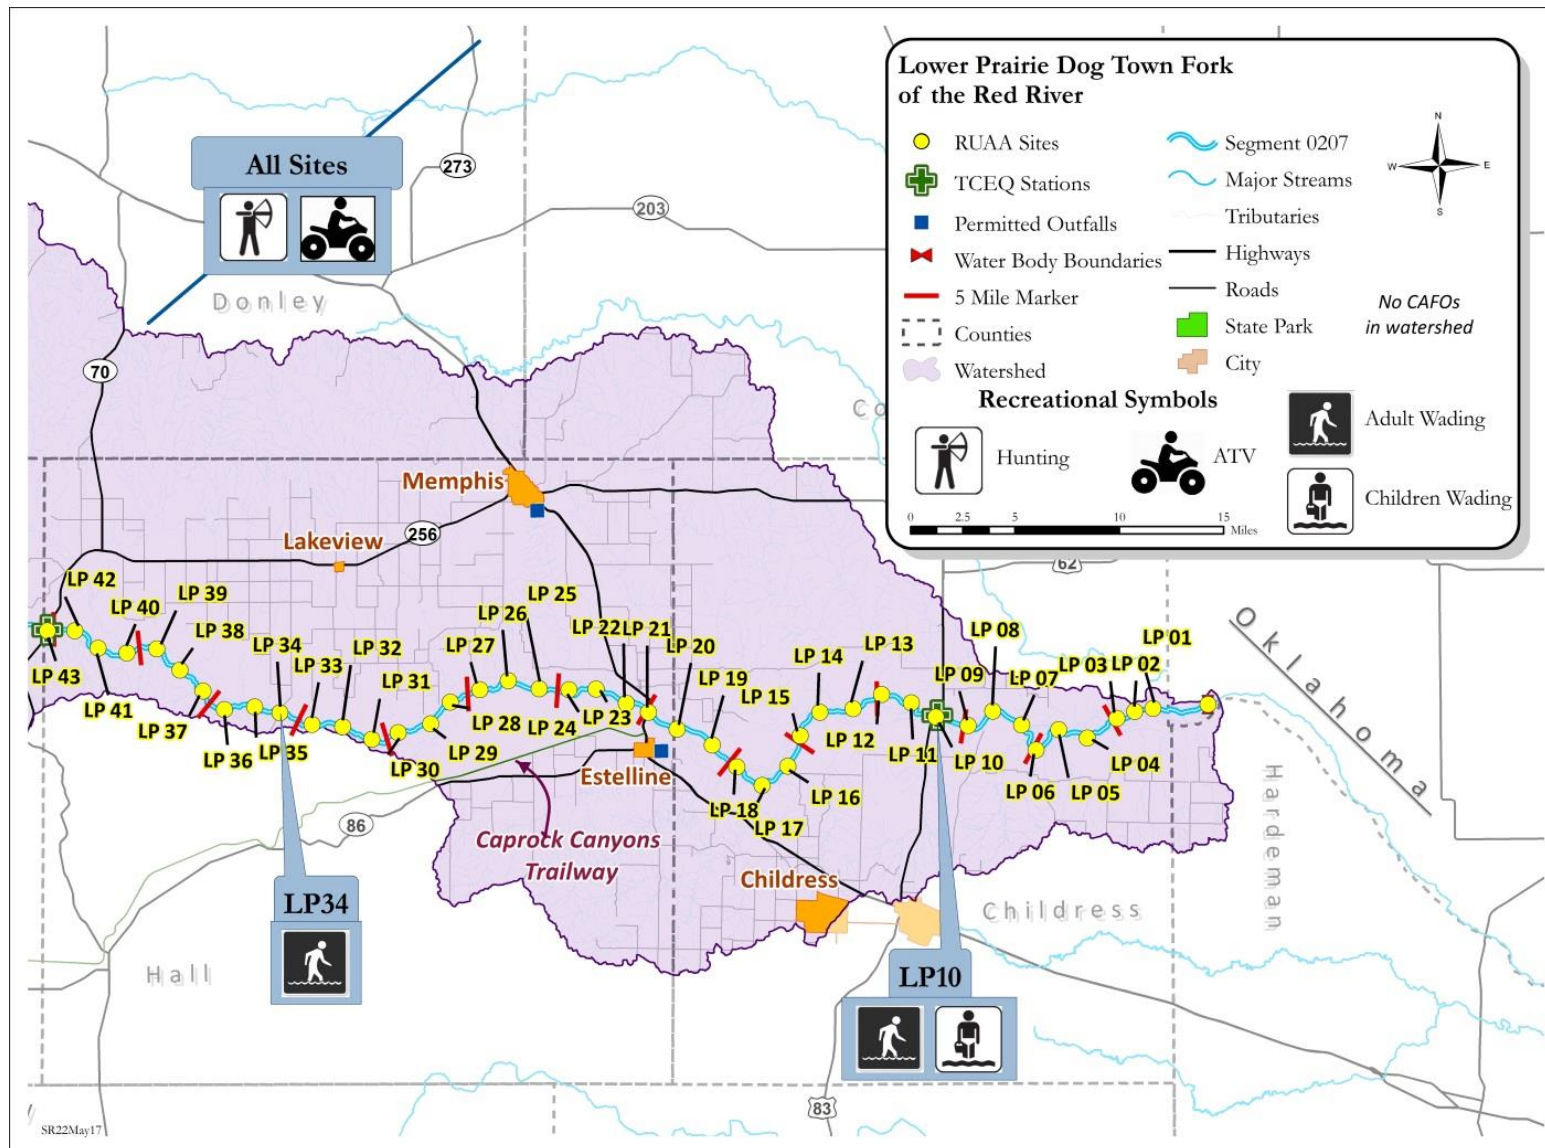 Lower Prairie Dog Town Fork
of the Red River
RUAA Sites
TCEQ Stations
Permitted Outfalls
Water Body Boundaries
5 Mile Marker
Counties
Watershed
Segment 0207
Major Streams
Tributaries
Highways
Roads
State Park
City
N
W
E
S
No CAFOs
in watershed
Recreational Symbols
Hunting
ATV
Adult Wading
Children Wading
0
2.5
5
10
15
Miles
All Sites
273
203
Donley
70
Co
Memphis
256
Lakeview
62
LP 42
LP 40
LP 39
LP 38
LP 34
LP 33
LP 32
LP 31
LP 27
LP 26
LP 25
LP 22
LP 21
LP 20
LP 19
LP 15
LP 14
LP 13
LP 09
LP 08
LP 07
LP 03
LP 02
LP 01
LP 43
LP 41
LP 37
LP 36
LP 35
LP 30
LP 29
LP 28
LP 24
LP 23
LP 18
LP 17
LP 16
LP 12
LP 11
LP 10
LP 06
LP 05
LP 04
Oklahoma
Hardeman
Estelline
86
Caprock Canyons
Trailway
Childress
Childress
LP34
LP10
Hall
83
SR22May17